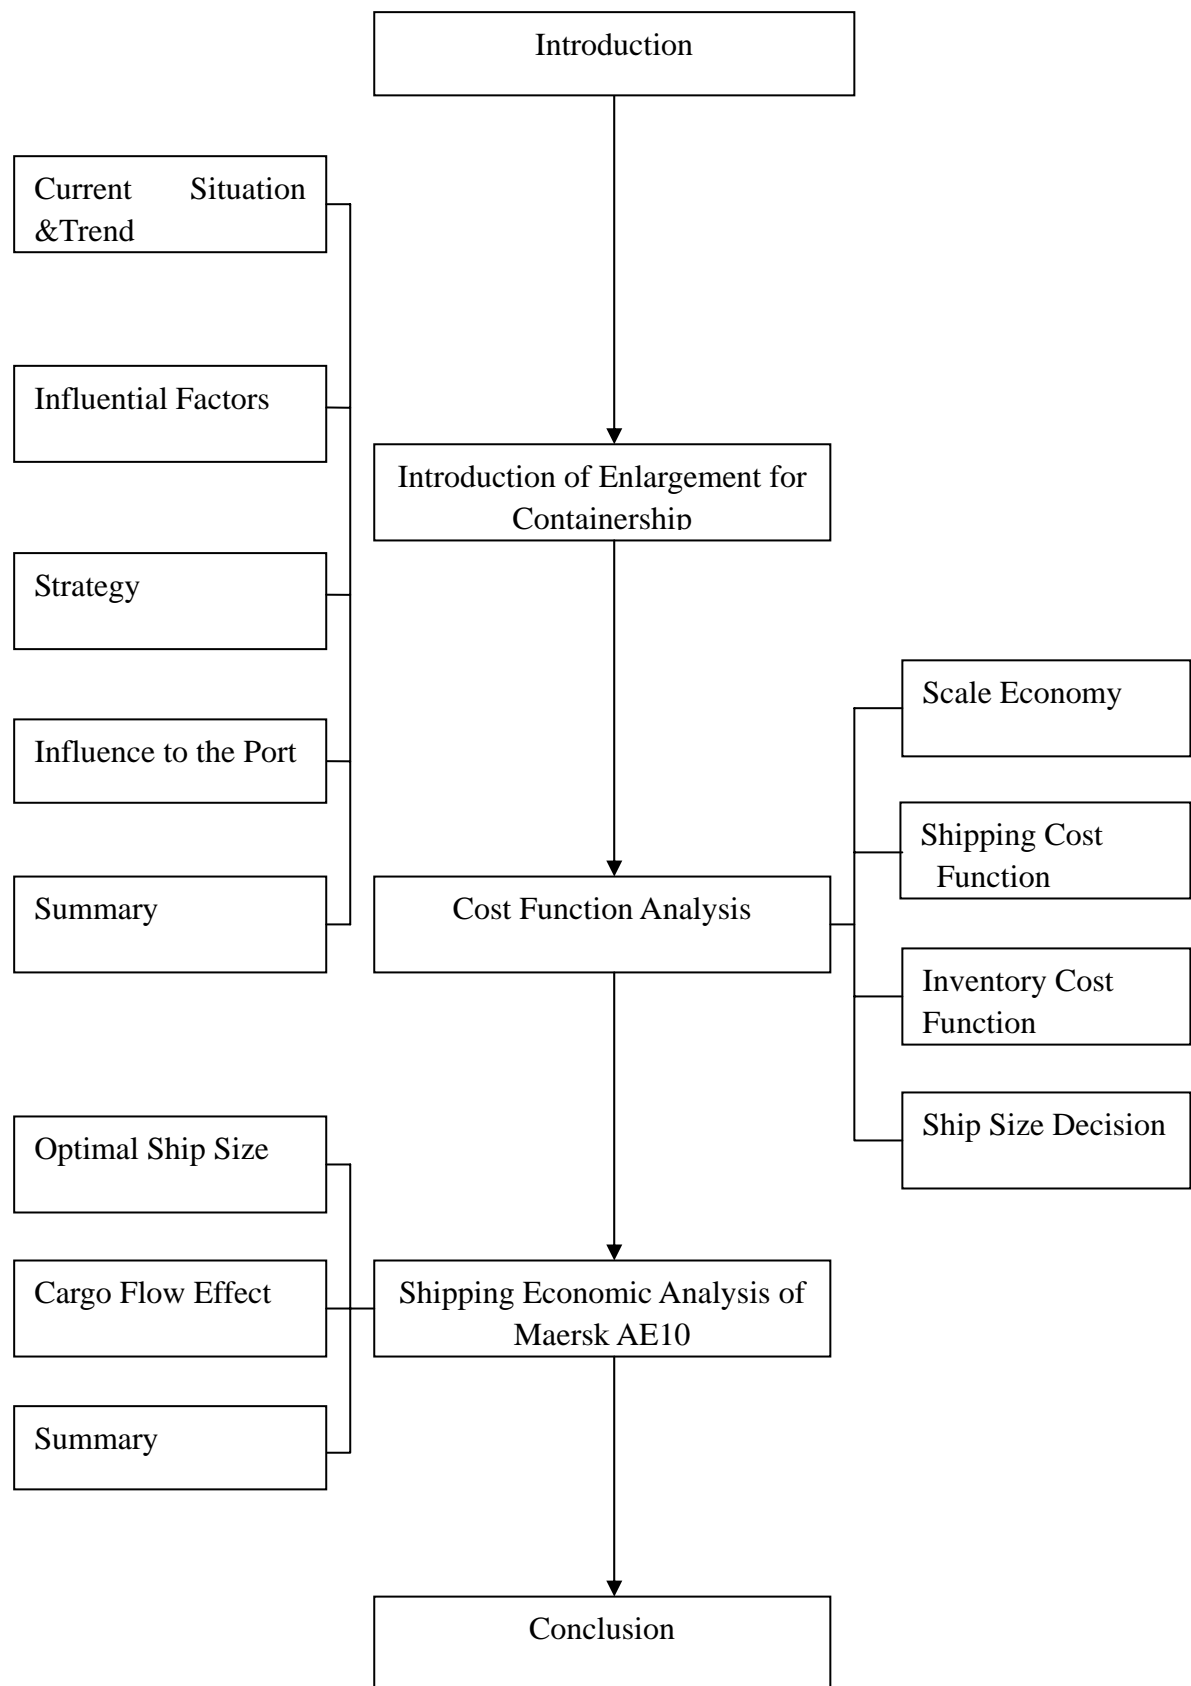 Introduction
Current Situation
&Trend
Influential Factors
Introduction of Enlargement for
Containership
Strategy
Scale Economy
Influence to the Port
Shipping Cost
Function
Summary
Cost Function Analysis
Inventory Cost
Function
Optimal Ship Size
Ship Size Decision
Cargo Flow Effect
Shipping Economic Analysis of
Maersk AE10
Summary
Conclusion